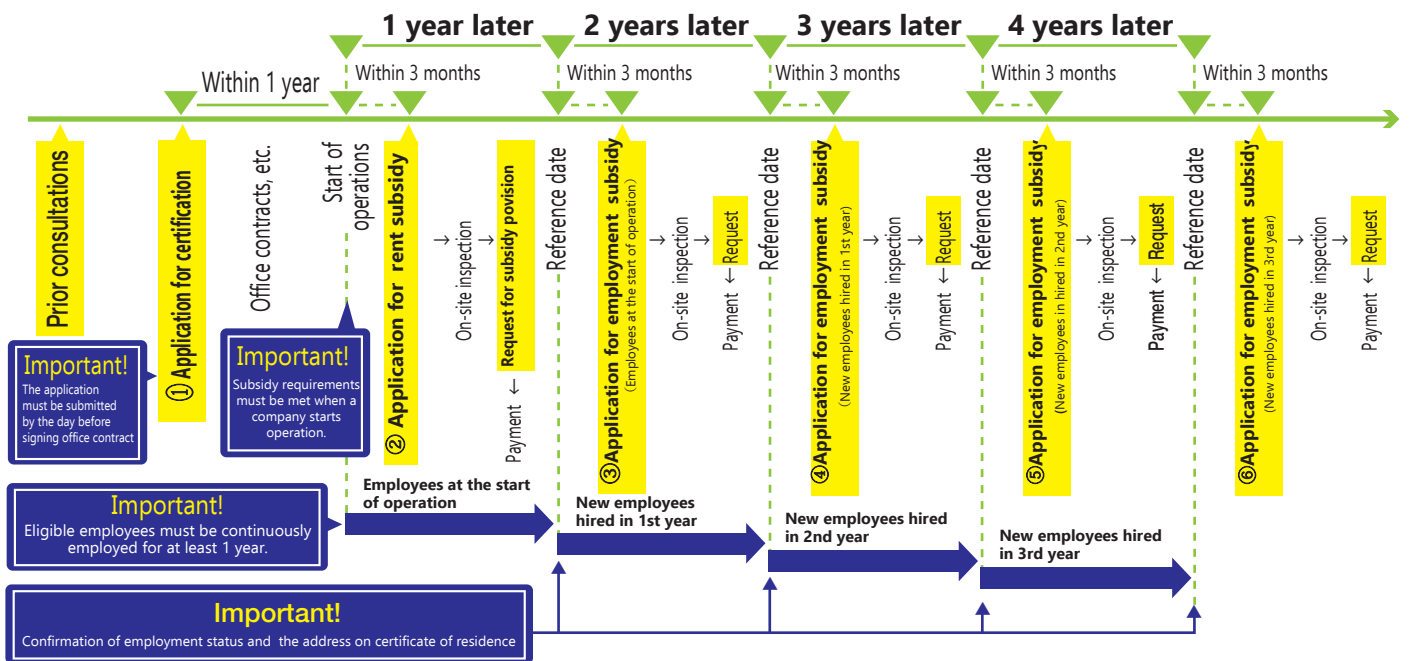 1 year later
2 years later
3 years later
4 years later
Within 1 year
Within 3 months
Within 3 months
Within 3 months
Within 3 months
Within 3 months
Prior consultations
① Application for certification
Office contracts, etc.
Start of
operations
② Application for rent subsidy
→ On-site inspection →
Request for subsidy povision
Payment ←
Reference date
③Application for employment subsidy
(Employees at the start of operation)
→ On-site inspection →
Payment ← Request
Reference date
④Application for employment subsidy
(New employees hired in 1st year)
→ On-site inspection →
Payment ← Request
Reference date
⑤Application for employment subsidy
(New employees in hired in 2nd year)
→ On-site inspection →
Payment ← Request
Reference date
⑥Application for employment subsidy
(New employees hired in 3rd year)
→ On-site inspection →
Payment ← Request
Important!
The application
must be submitted
by the day before
signing office contract
Important!
Subsidy requirements
must be met when a
company starts
operation.
Important!
Eligible employees must be continuously
employed for at least 1 year.
Employees at the start
of operation
New employees
hired in 1st year
New employees hired
in 2nd year
New employees hired
in 3rd year
Important!
Confirmation of employment status and the address on certificate of residence